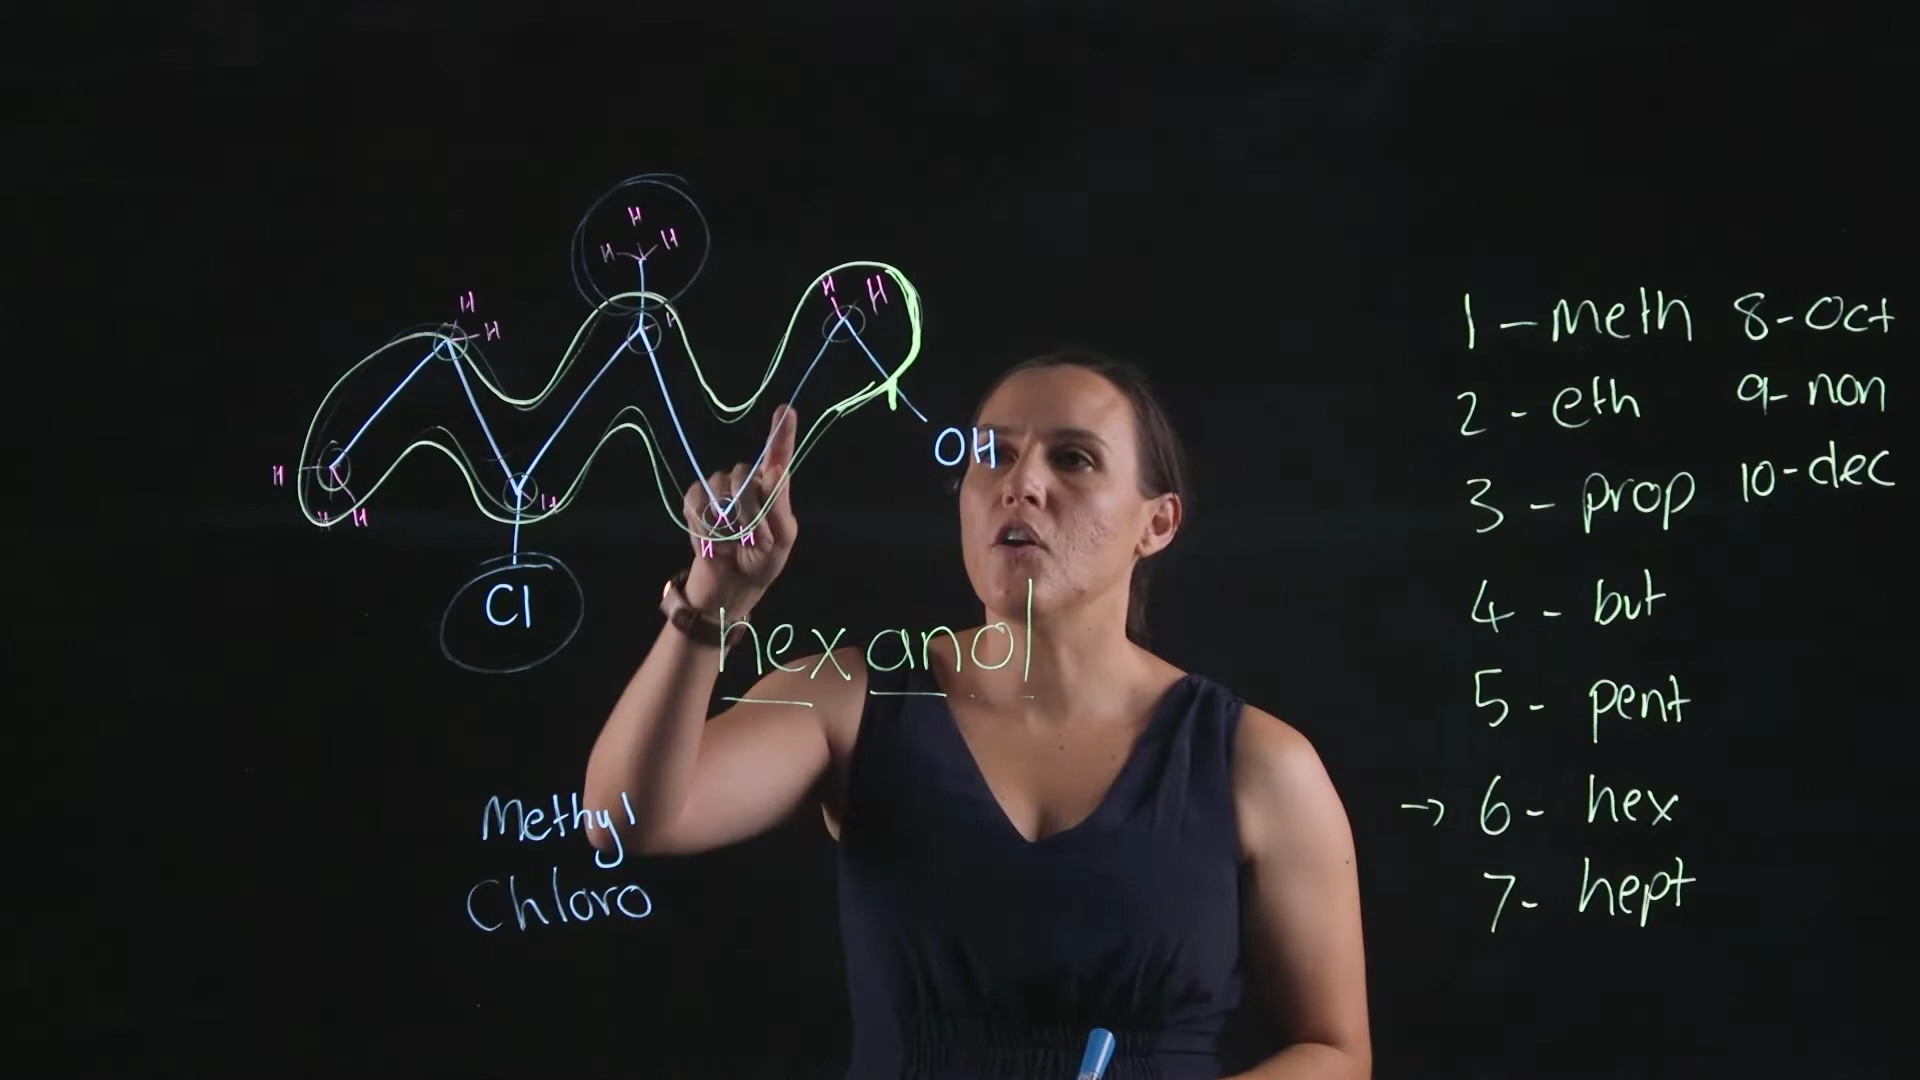 H
H H
H
H
H
H H
H
OH
H
H H
H
H H
Cl
hexanol
Methyl
Chloro
1 - meth 8 - Oct
2 - eth 9 - non
3 - prop 10 - dec
4 - but
5 - pent
→ 6 - hex
7 - hept